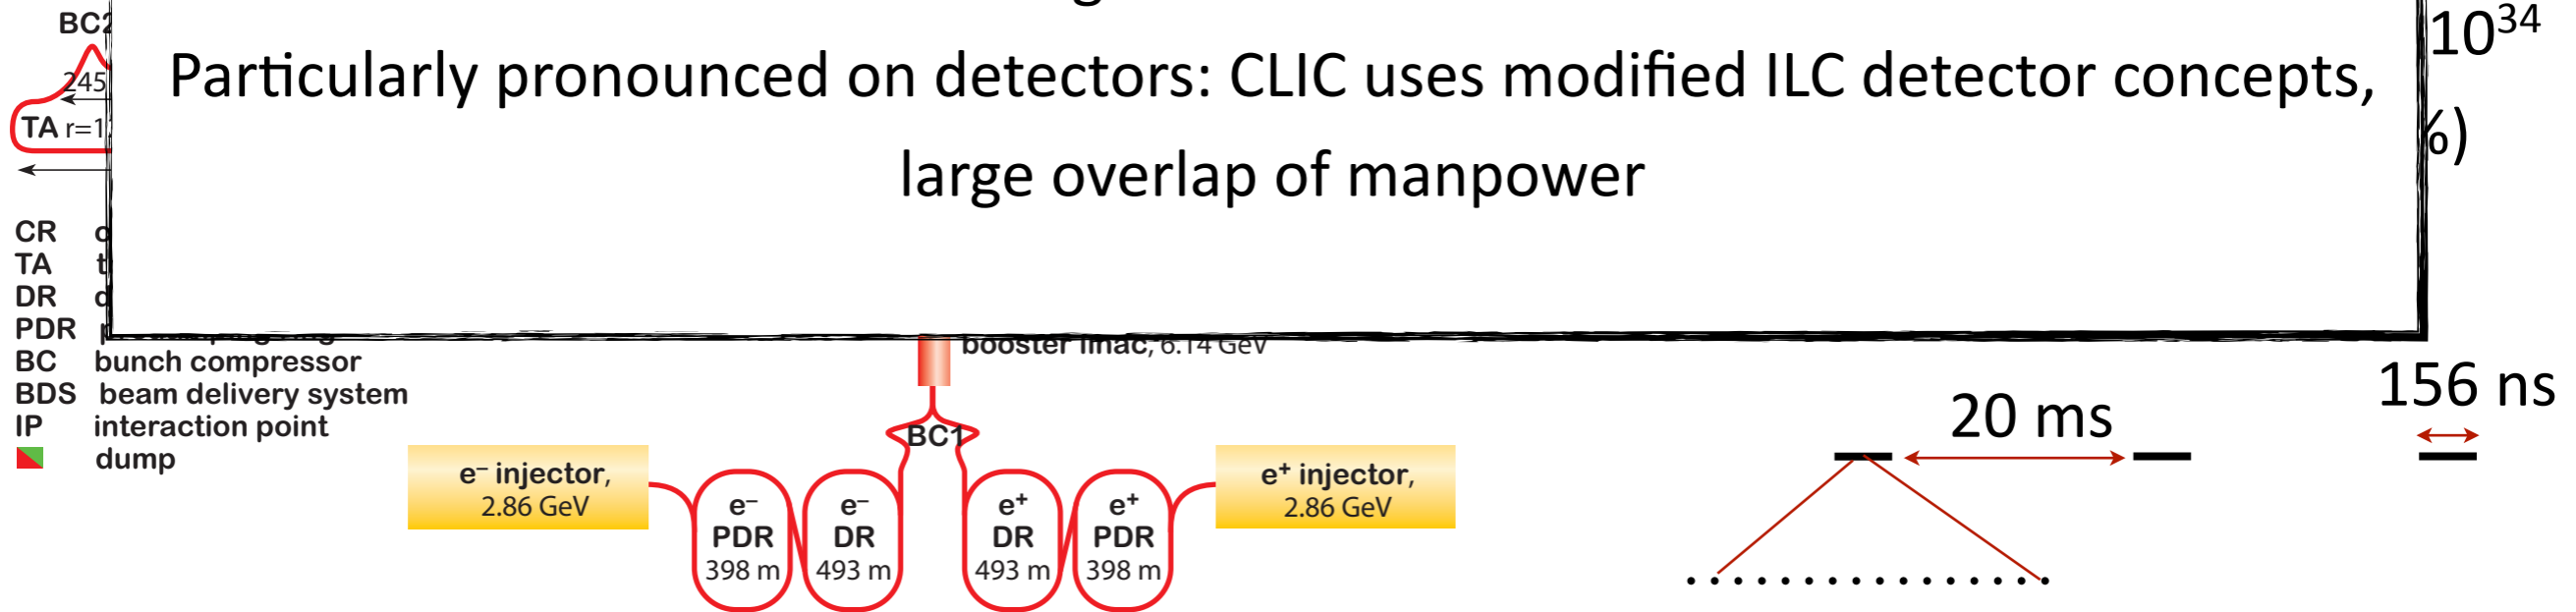 BC2
10³⁴
Particularly pronounced on detectors: CLIC uses modified ILC detector concepts,
245
TA r=1
%)
large overlap of manpower
CR
TA
DR
PDR
booster linac, 6.14 GeV
BC bunch compressor
BDS beam delivery system
IP interaction point
dump
BC1
20 ms
156 ns
e⁻ injector,
2.86 GeV
e⁺ injector,
2.86 GeV
e⁻
PDR
398 m
e⁻
DR
493 m
e⁺
DR
493 m
e⁺
PDR
398 m